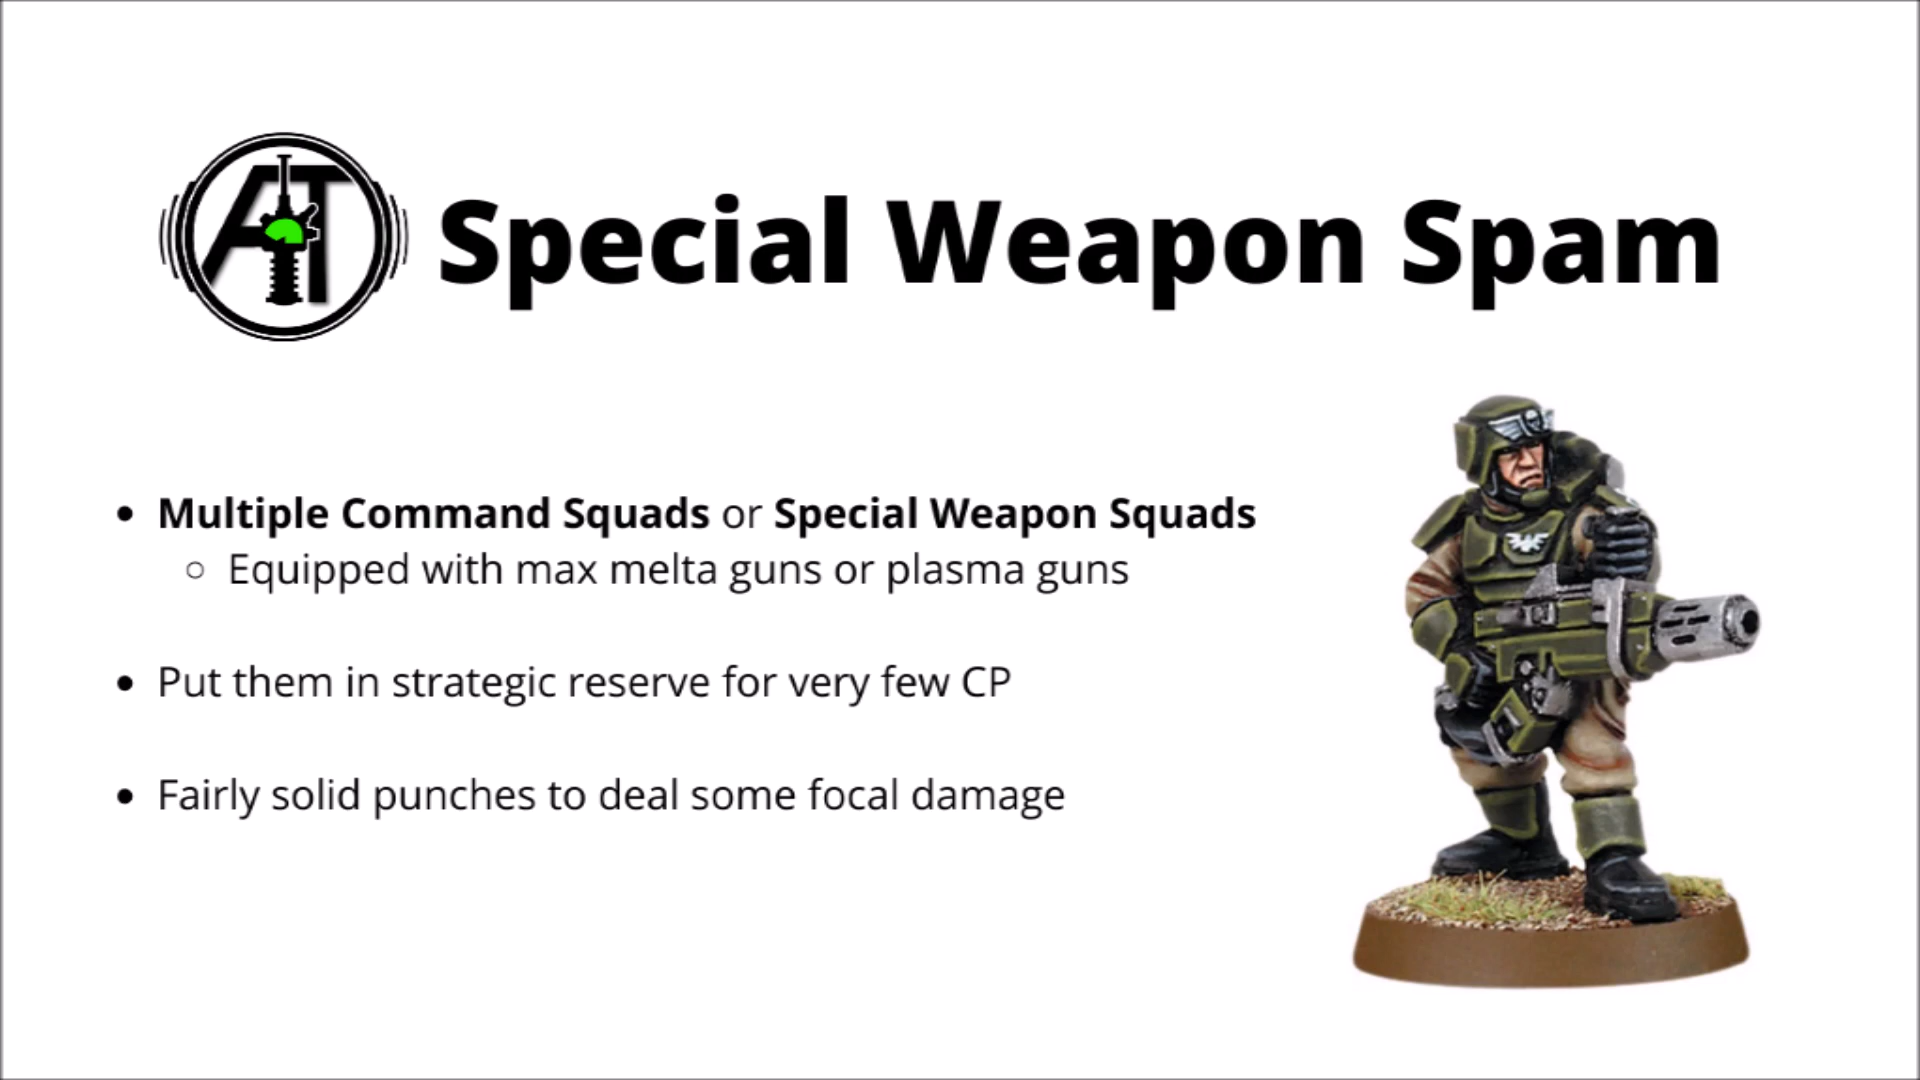 AT
Special Weapon Spam
Multiple Command Squads or Special Weapon Squads
Equipped with max melta guns or plasma guns
Put them in strategic reserve for very few CP
Fairly solid punches to deal some focal damage